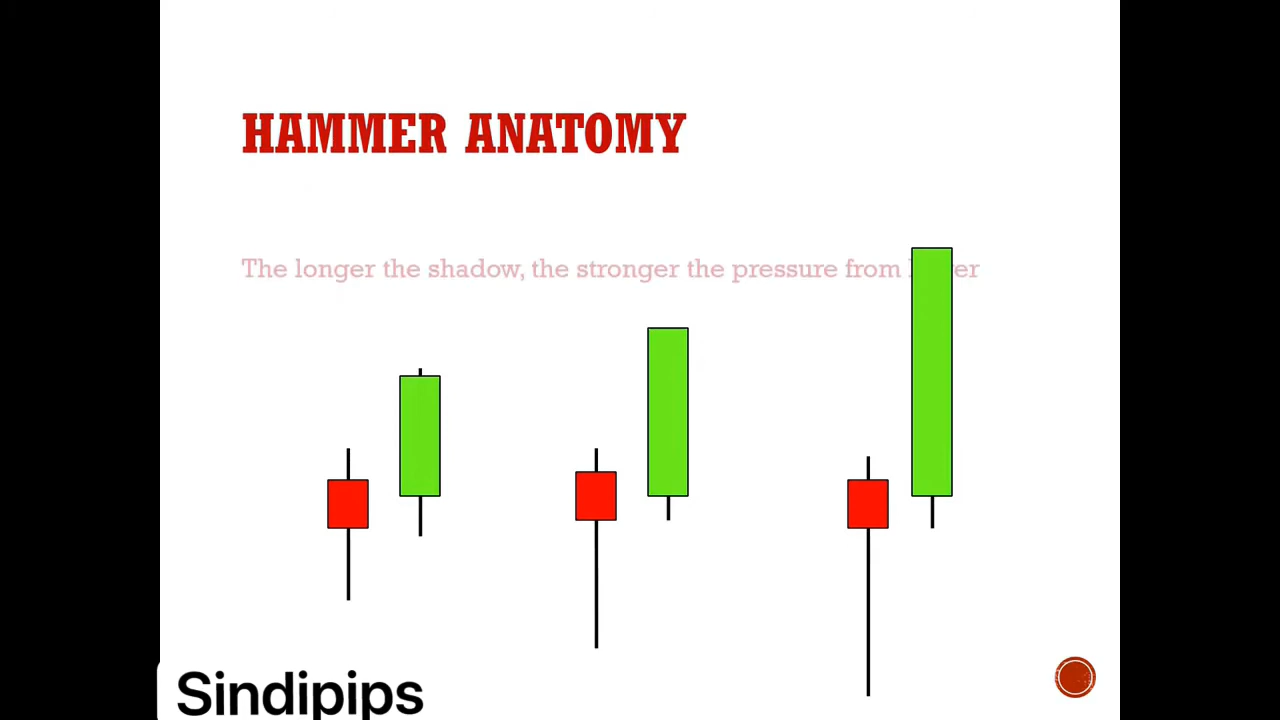 HAMMER ANATOMY
The longer the shadow, the stronger the pressure from
Sindipips